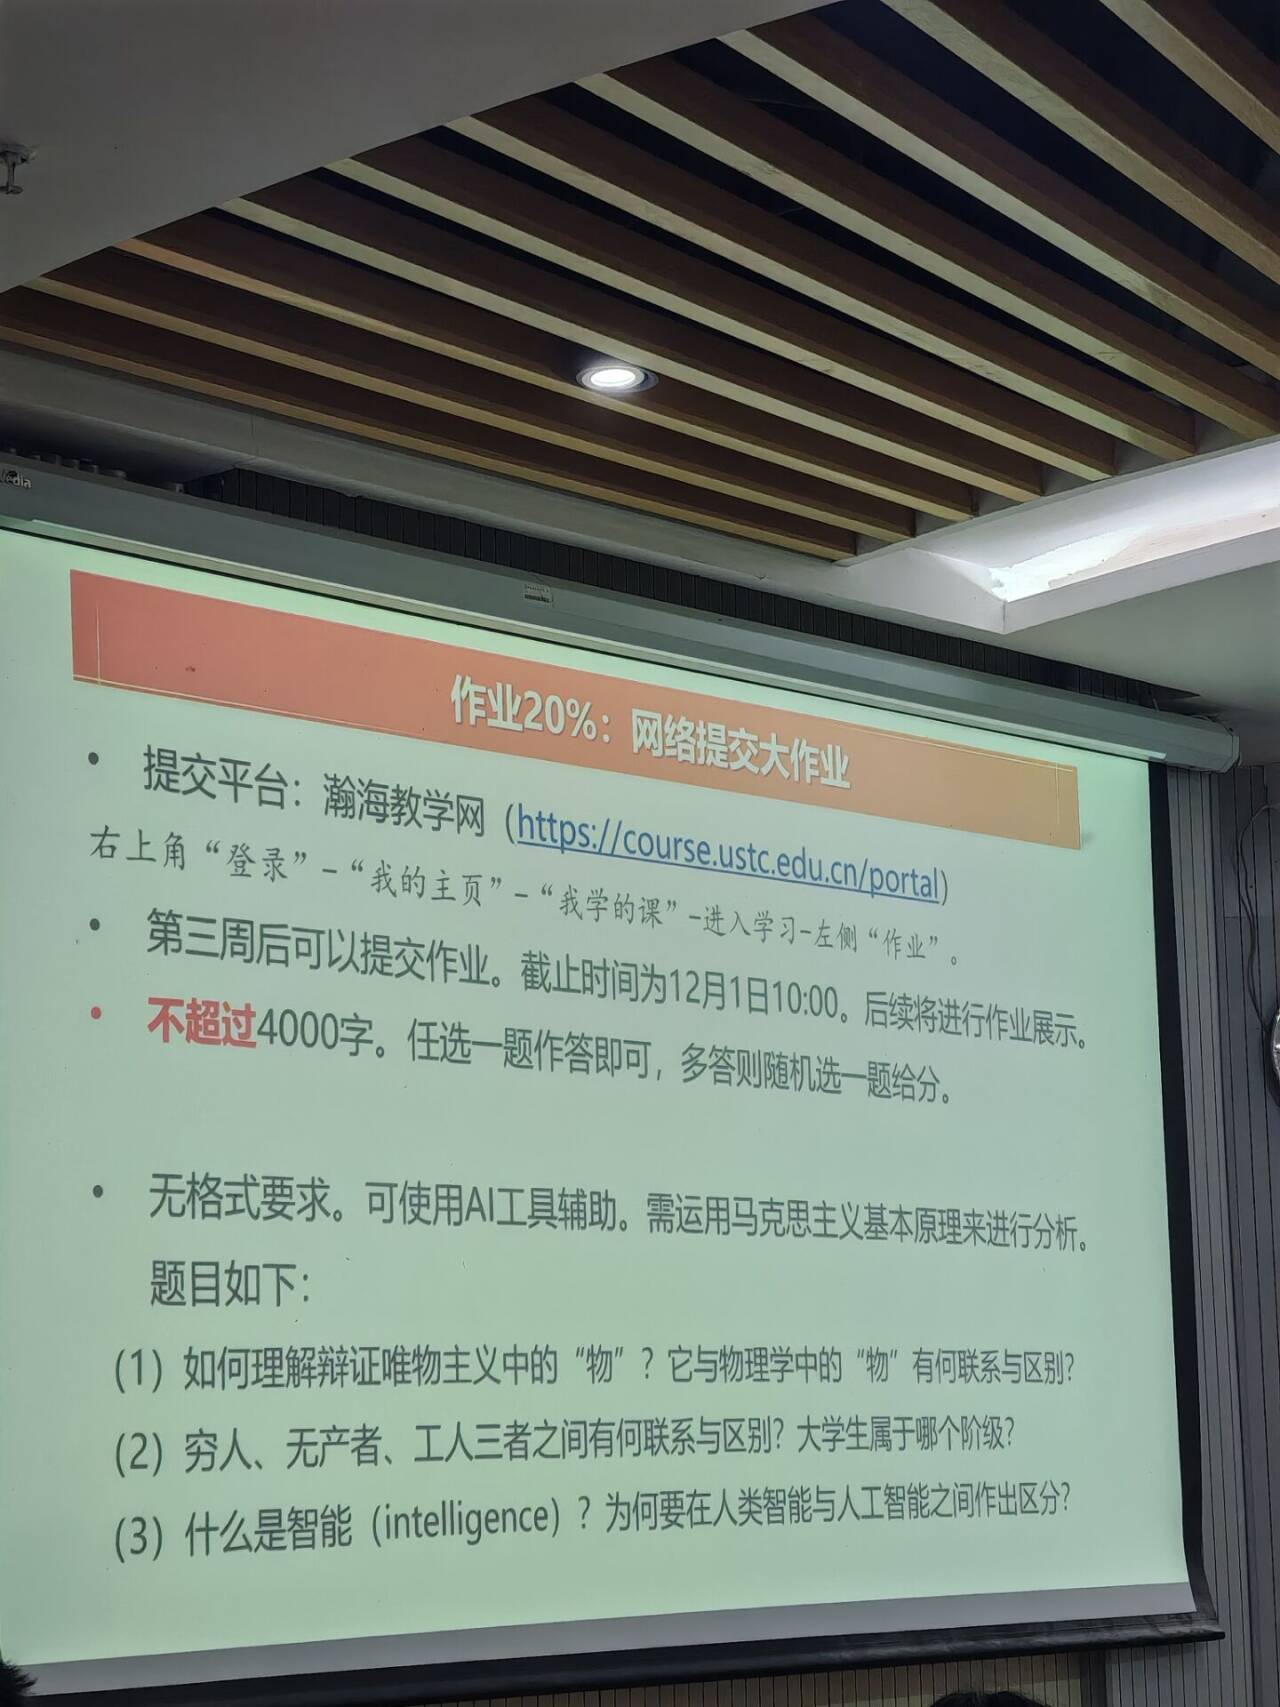 作业20%：网络提交大作业
• 提交平台：瀚海教学网（https://course.ustc.edu.cn/portal）
右上角“登录”-“我的主页”-“我学的课”-进入学习-左侧“作业”。
• 第三周后可以提交作业。截止时间为12月1日10:00。后续将进行作业展示。
• 不超过4000字。任选一题作答即可，多答则随机选一题给分。
• 无格式要求。可使用AI工具辅助。需运用马克思主义基本原理来进行分析。
题目如下：
（1）如何理解辩证唯物主义中的“物”？它与物理学中的“物”有何联系与区别？
（2）穷人、无产者、工人三者之间有何联系与区别？大学生属于哪个阶级？
（3）什么是智能（intelligence）？为何要在人类智能与人工智能之间作出区分？